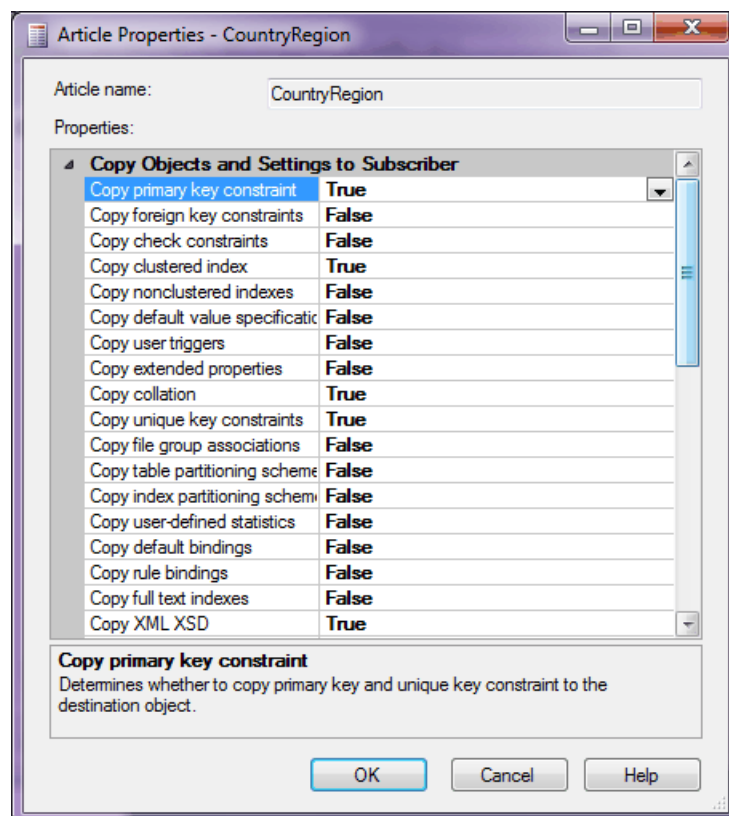 Article Properties - CountryRegion
Article name: CountryRegion
Properties:
Copy Objects and Settings to Subscriber
Copy primary key constraint True
Copy foreign key constraints False
Copy check constraints False
Copy clustered index True
Copy nonclustered indexes False
Copy default value specificatic False
Copy user triggers False
Copy extended properties False
Copy collation True
Copy unique key constraints True
Copy file group associations False
Copy table partitioning scheme False
Copy index partitioning schem False
Copy user-defined statistics False
Copy default bindings False
Copy rule bindings False
Copy full text indexes False
Copy XML XSD True
Copy primary key constraint
Determines whether to copy primary key and unique key constraint to the
destination object.
OK Cancel Help